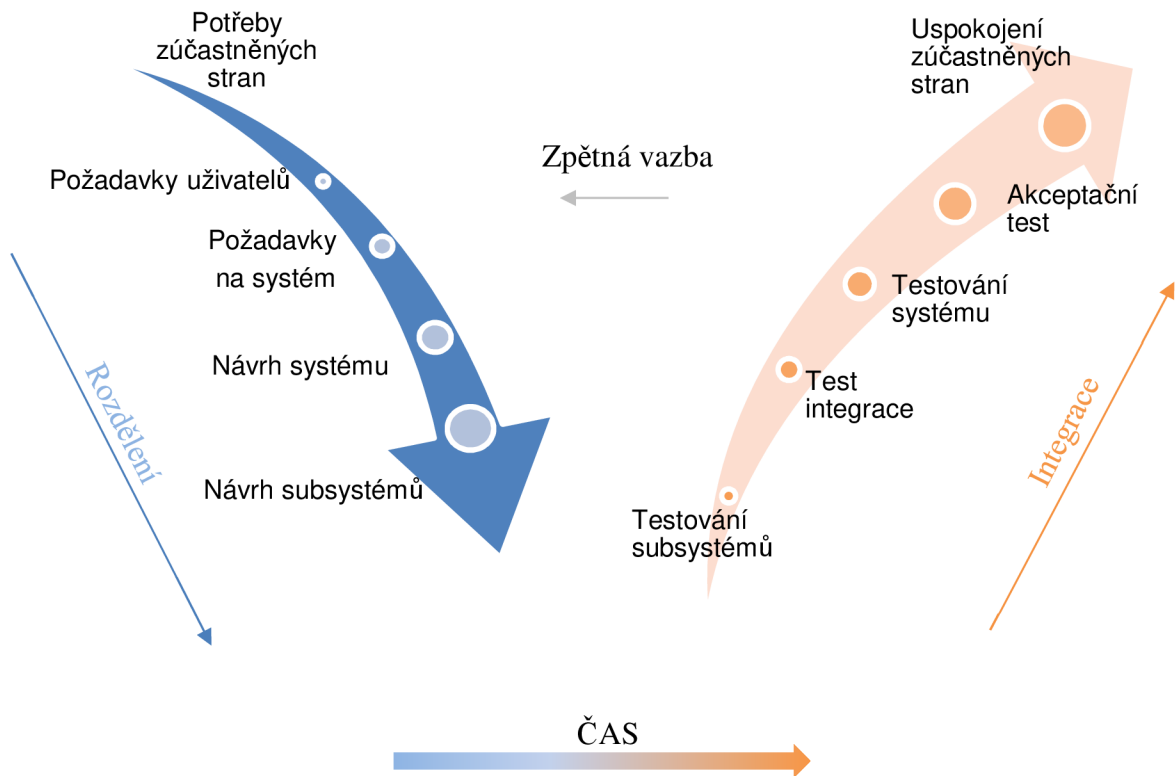 Potřeby
zúčastněných
stran
Požadavky uživatelů
Požadavky
na systém
Návrh systému
Návrh subsystémů
Rozdělení
Zpětná vazba
Uspokojení
zúčastněných
stran
Akceptační
test
Testování
systému
Test
integrace
Testování
subsystémů
Integrace
ČAS